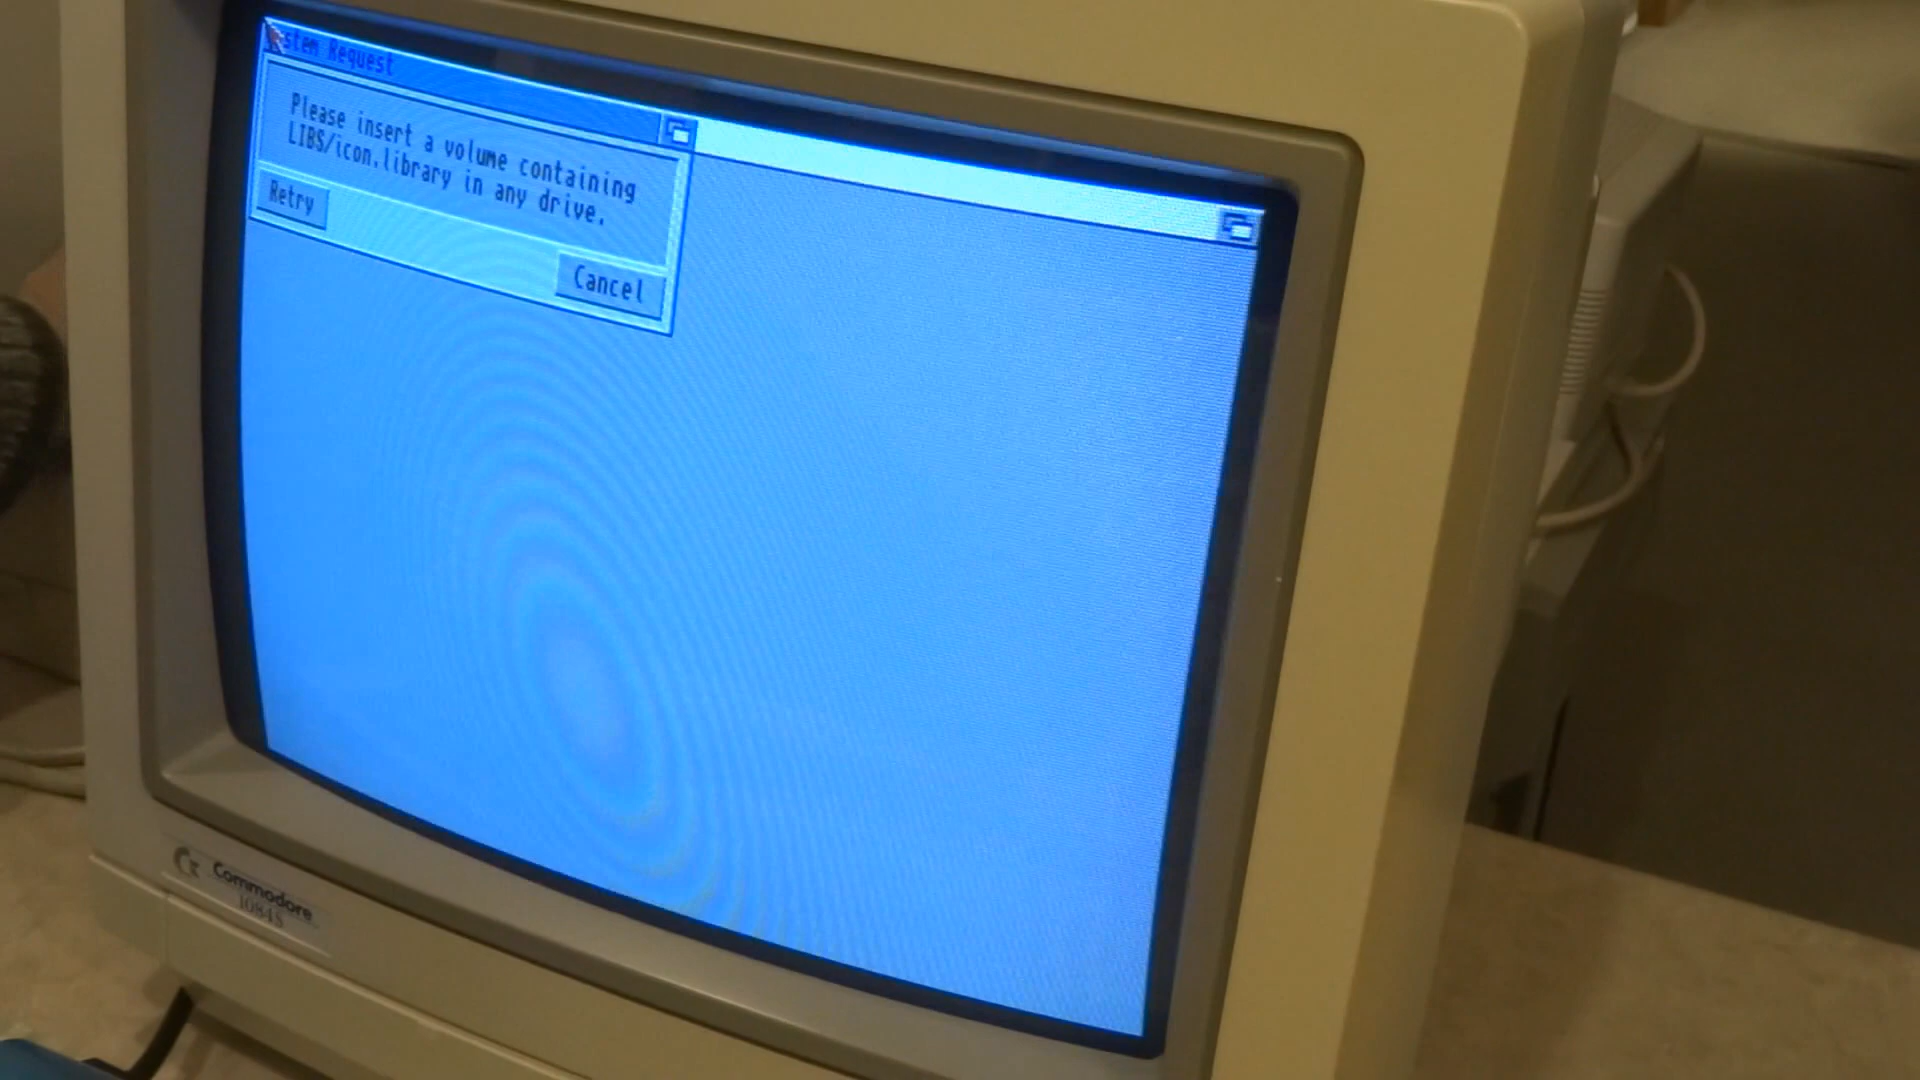 stem Request
Please insert a volume containing
LIBS/icon.library in any drive.
Retry
Cancel
Commodore
1084S